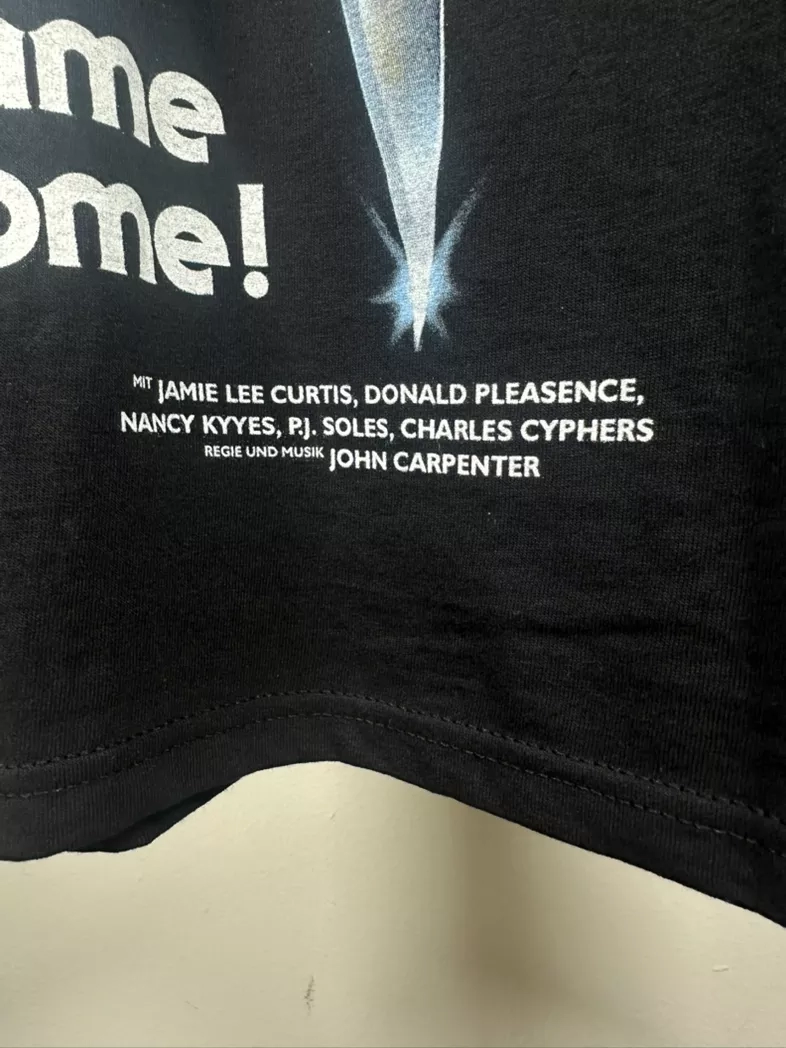 ame
ome!
MIT JAMIE LEE CURTIS, DONALD PLEASENCE,
NANCY KYYES, P.J. SOLES, CHARLES CYPHERS
REGIE UND MUSIK JOHN CARPENTER